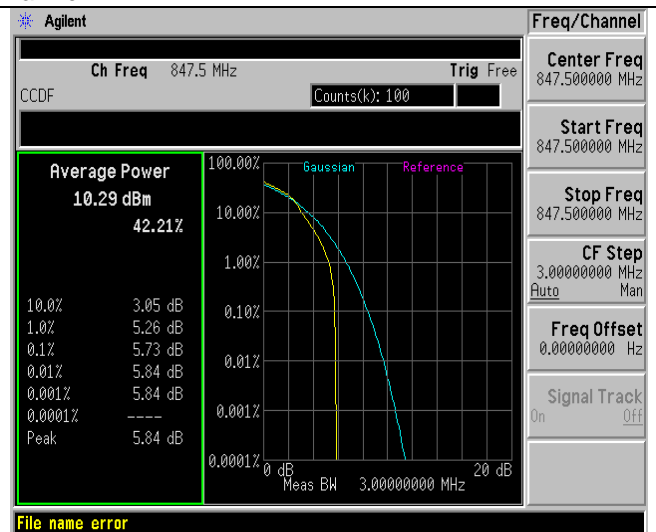 Agilent
Freq/Channel
Ch Freq 847.5 MHz Trig Free
CCDF Counts(k): 100
Average Power
10.29 dBm
42.21%
10.0% 3.05 dB
1.0% 5.26 dB
0.1% 5.73 dB
0.01% 5.84 dB
0.001% 5.84 dB
0.0001% ----
Peak 5.84 dB
Gaussian Reference
100.00%
10.00%
1.00%
0.10%
0.01%
0.001%
0.0001%
0 dB 20 dB
Meas BW 3.00000000 MHz
Center Freq
847.500000 MHz
Start Freq
847.500000 MHz
Stop Freq
847.500000 MHz
CF Step
3.00000000 MHz
Auto Man
Freq Offset
0.00000000 Hz
Signal Track
On Off
File name error